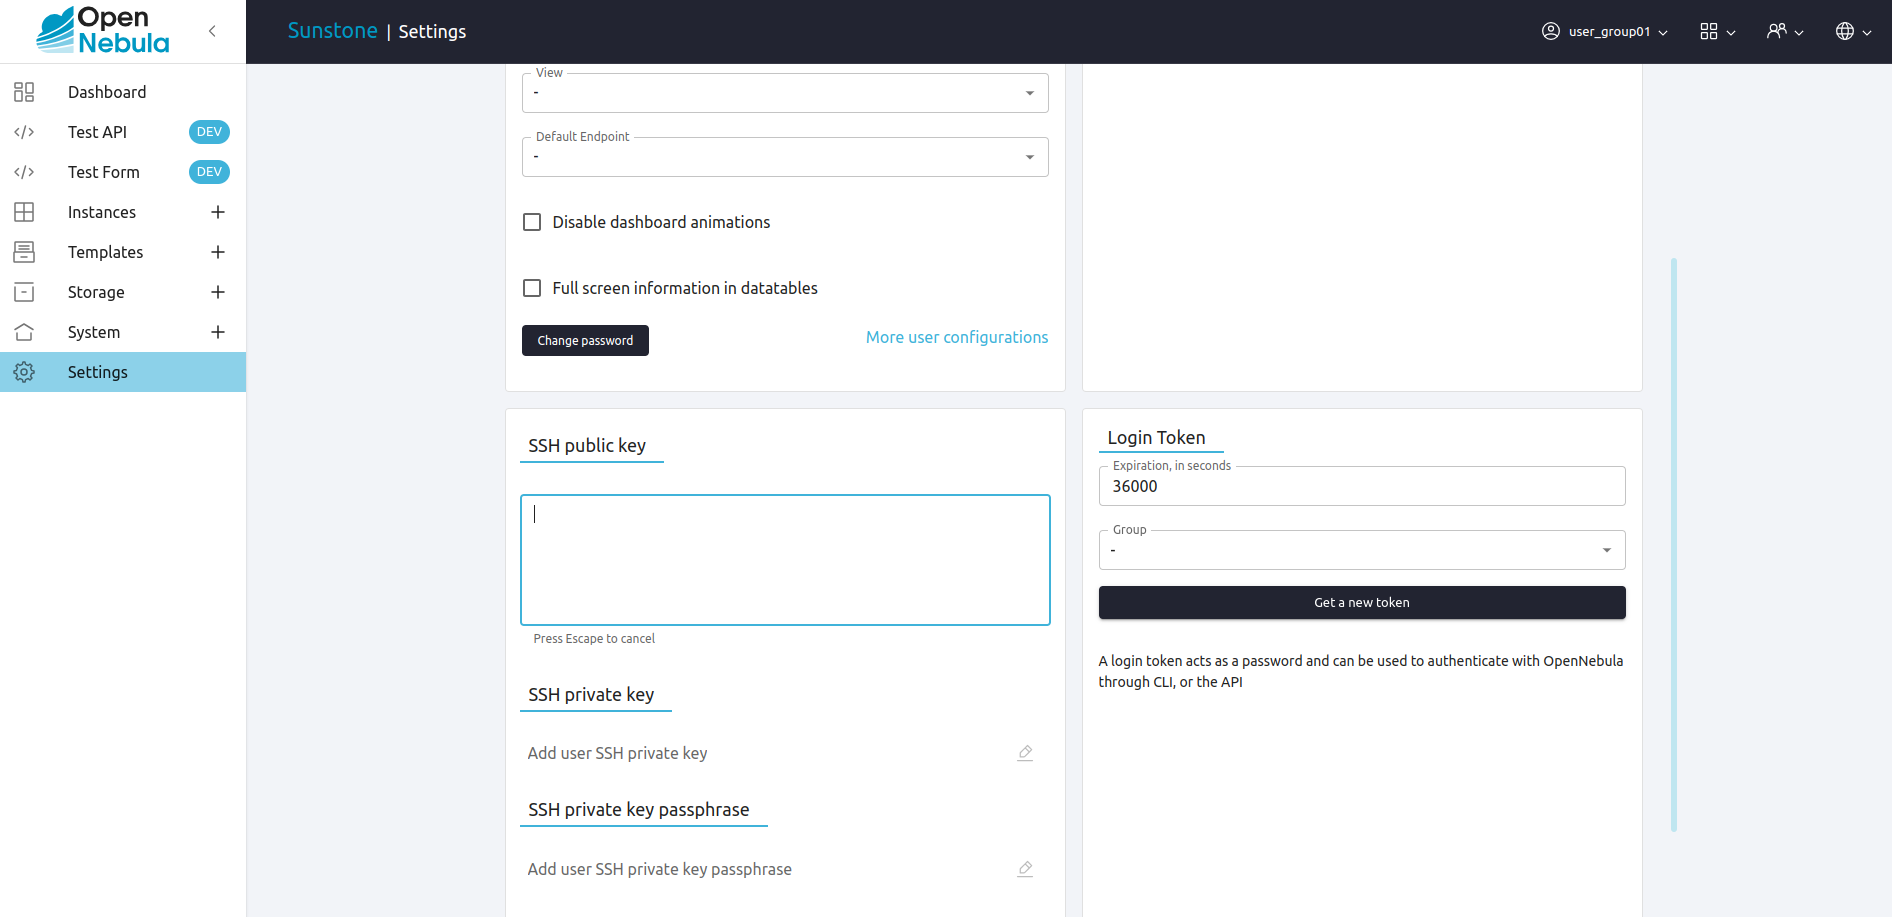 Open
Nebula
Sunstone | Settings
user_group01
Dashboard
Test API DEV
Test Form DEV
Instances
Templates
Storage
System
Settings
View
-
Default Endpoint
-
Disable dashboard animations
Full screen information in datatables
Change password
More user configurations
SSH public key
Press Escape to cancel
SSH private key
Add user SSH private key
SSH private key passphrase
Add user SSH private key passphrase
Login Token
Expiration, in seconds
36000
Group
-
Get a new token
A login token acts as a password and can be used to authenticate with OpenNebula
through CLI, or the API